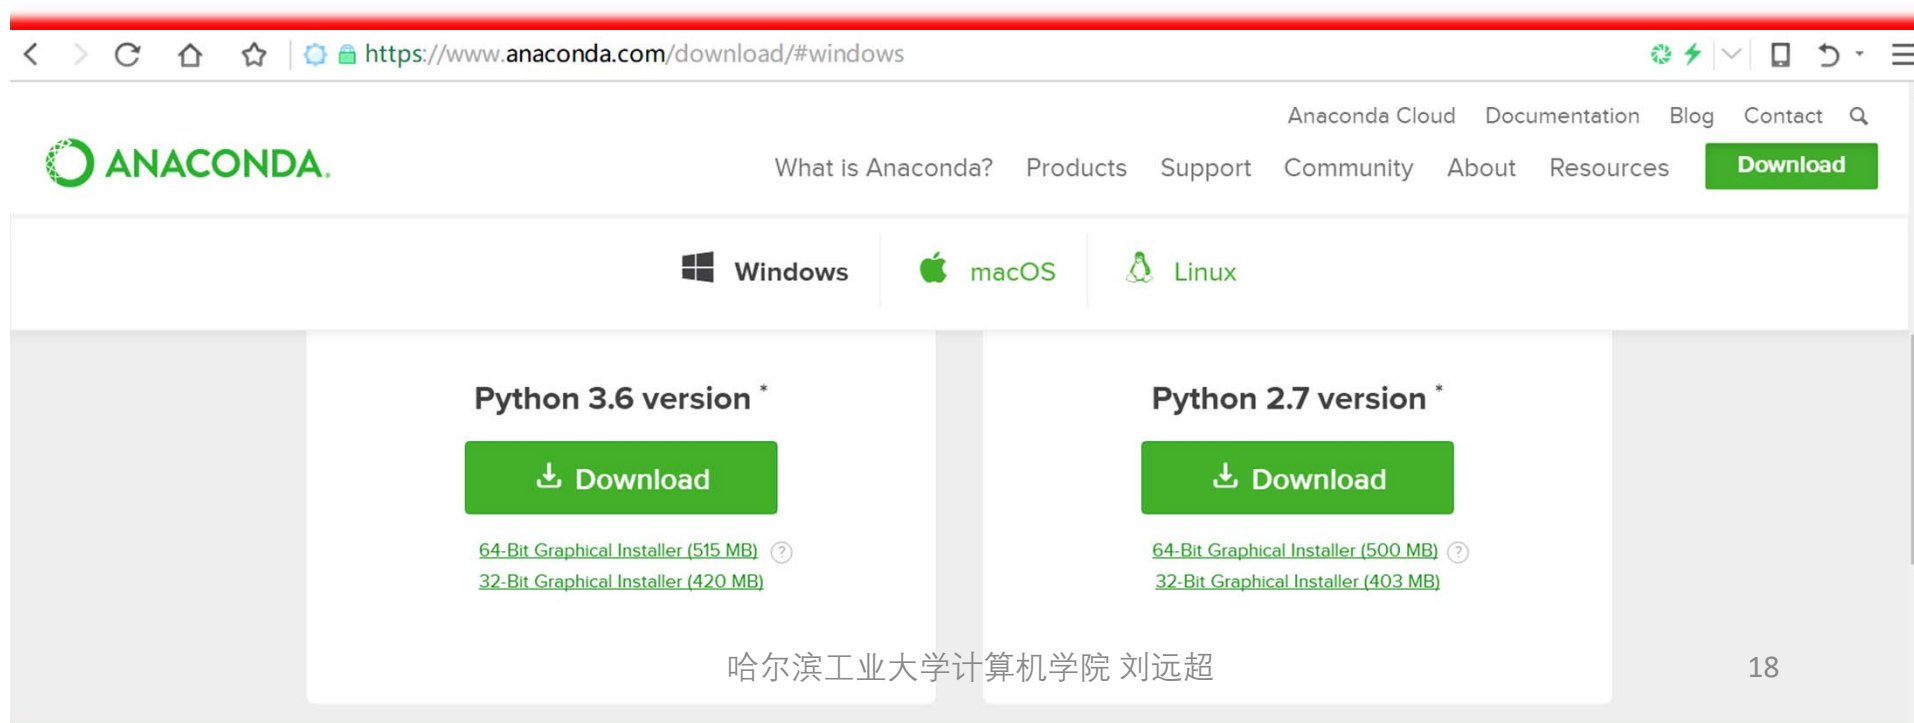 https://www.anaconda.com/download/#windows
Anaconda Cloud Documentation Blog Contact
ANANCONDA.
What is Anaconda? Products Support Community About Resources Download
Windows macOS Linux
Python 3.6 version * Python 2.7 version *
Download Download
64-Bit Graphical Installer (515 MB) ? 64-Bit Graphical Installer (500 MB) ?
32-Bit Graphical Installer (420 MB) 32-Bit Graphical Installer (403 MB)
哈尔滨工业大学计算机学院 刘远超 18